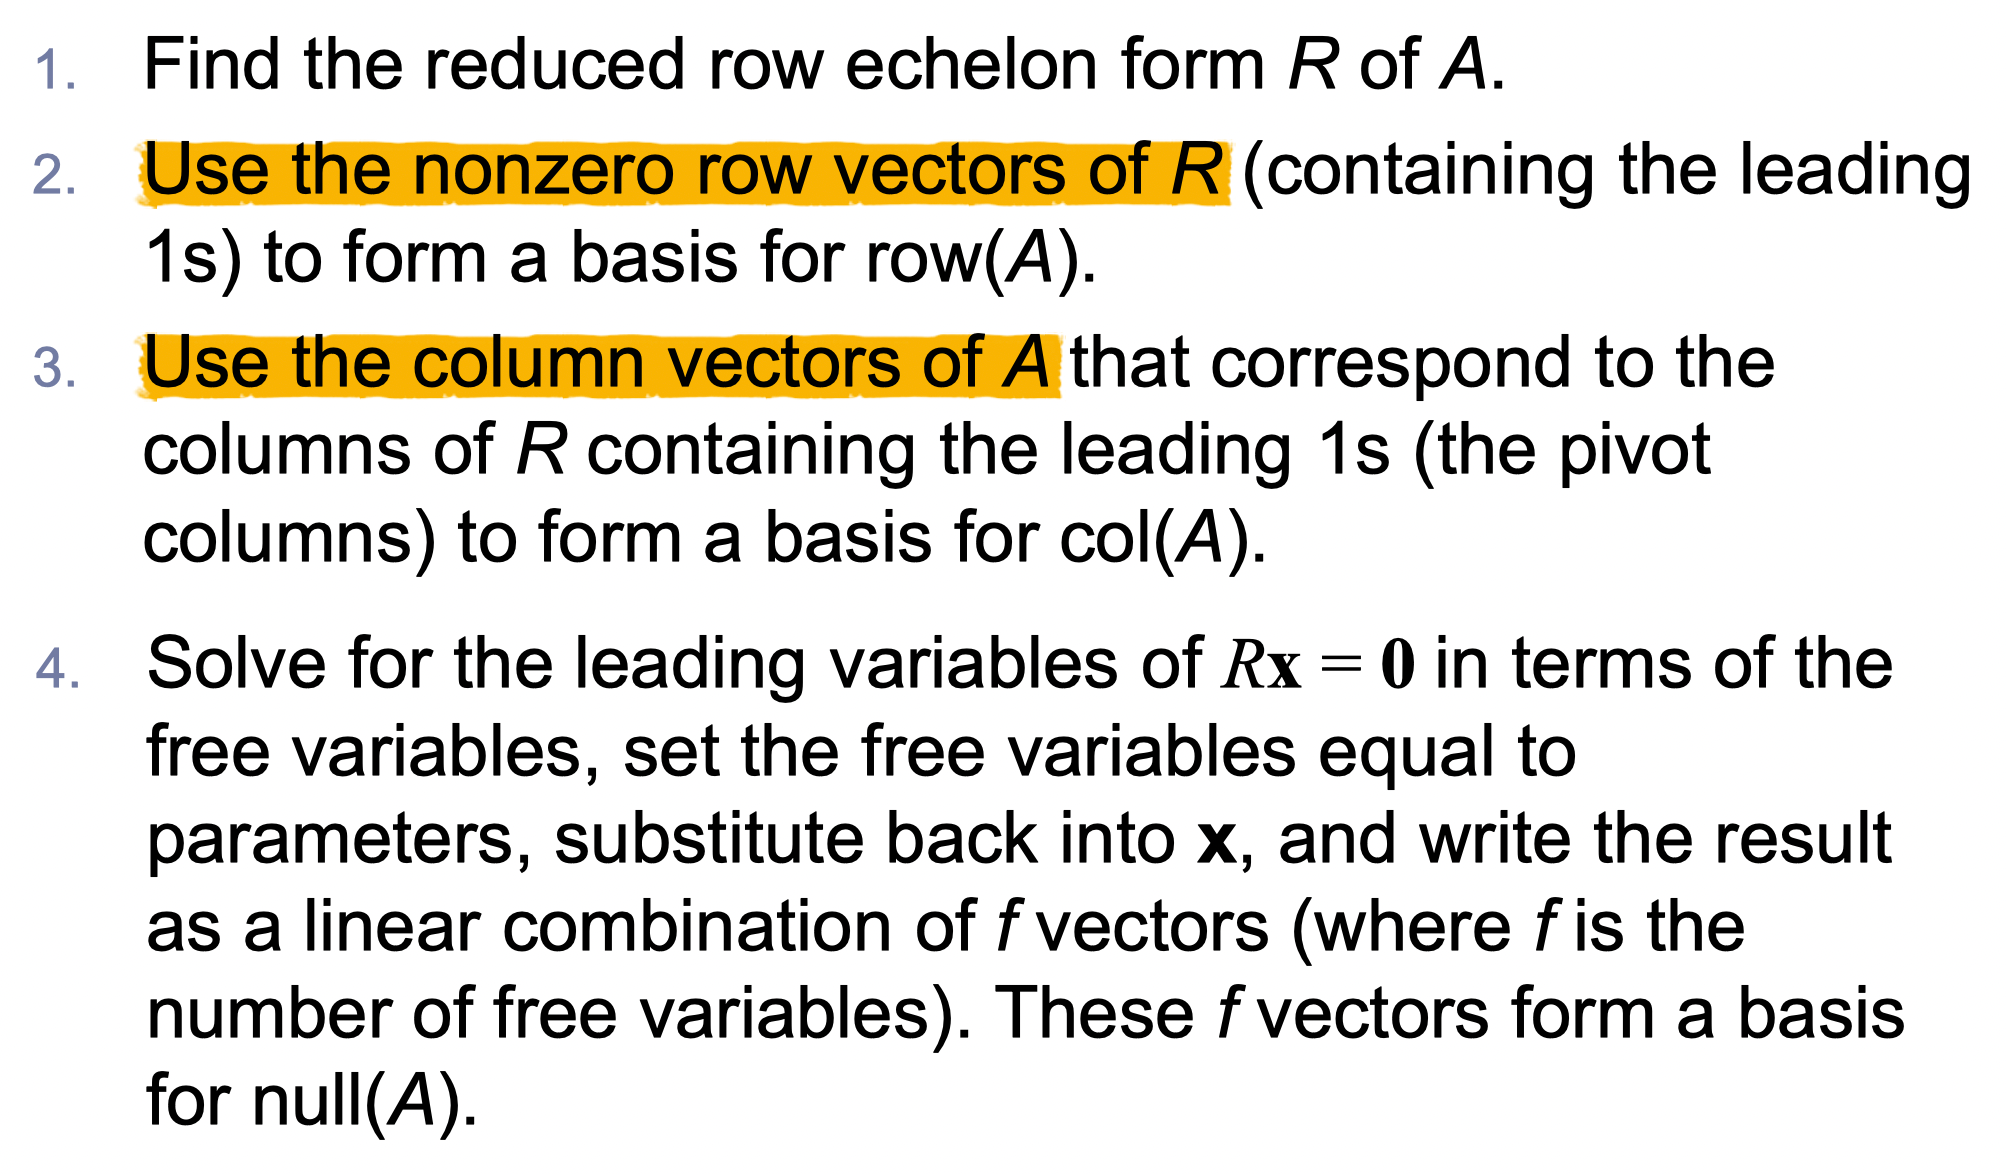 1. Find the reduced row echelon form R of A.
2. Use the nonzero row vectors of R (containing the leading
1s) to form a basis for row(A).
3. Use the column vectors of A that correspond to the
columns of R containing the leading 1s (the pivot
columns) to form a basis for col(A).
4. Solve for the leading variables of Rx = 0 in terms of the
free variables, set the free variables equal to
parameters, substitute back into x, and write the result
as a linear combination of f vectors (where f is the
number of free variables). These f vectors form a basis
for null(A).